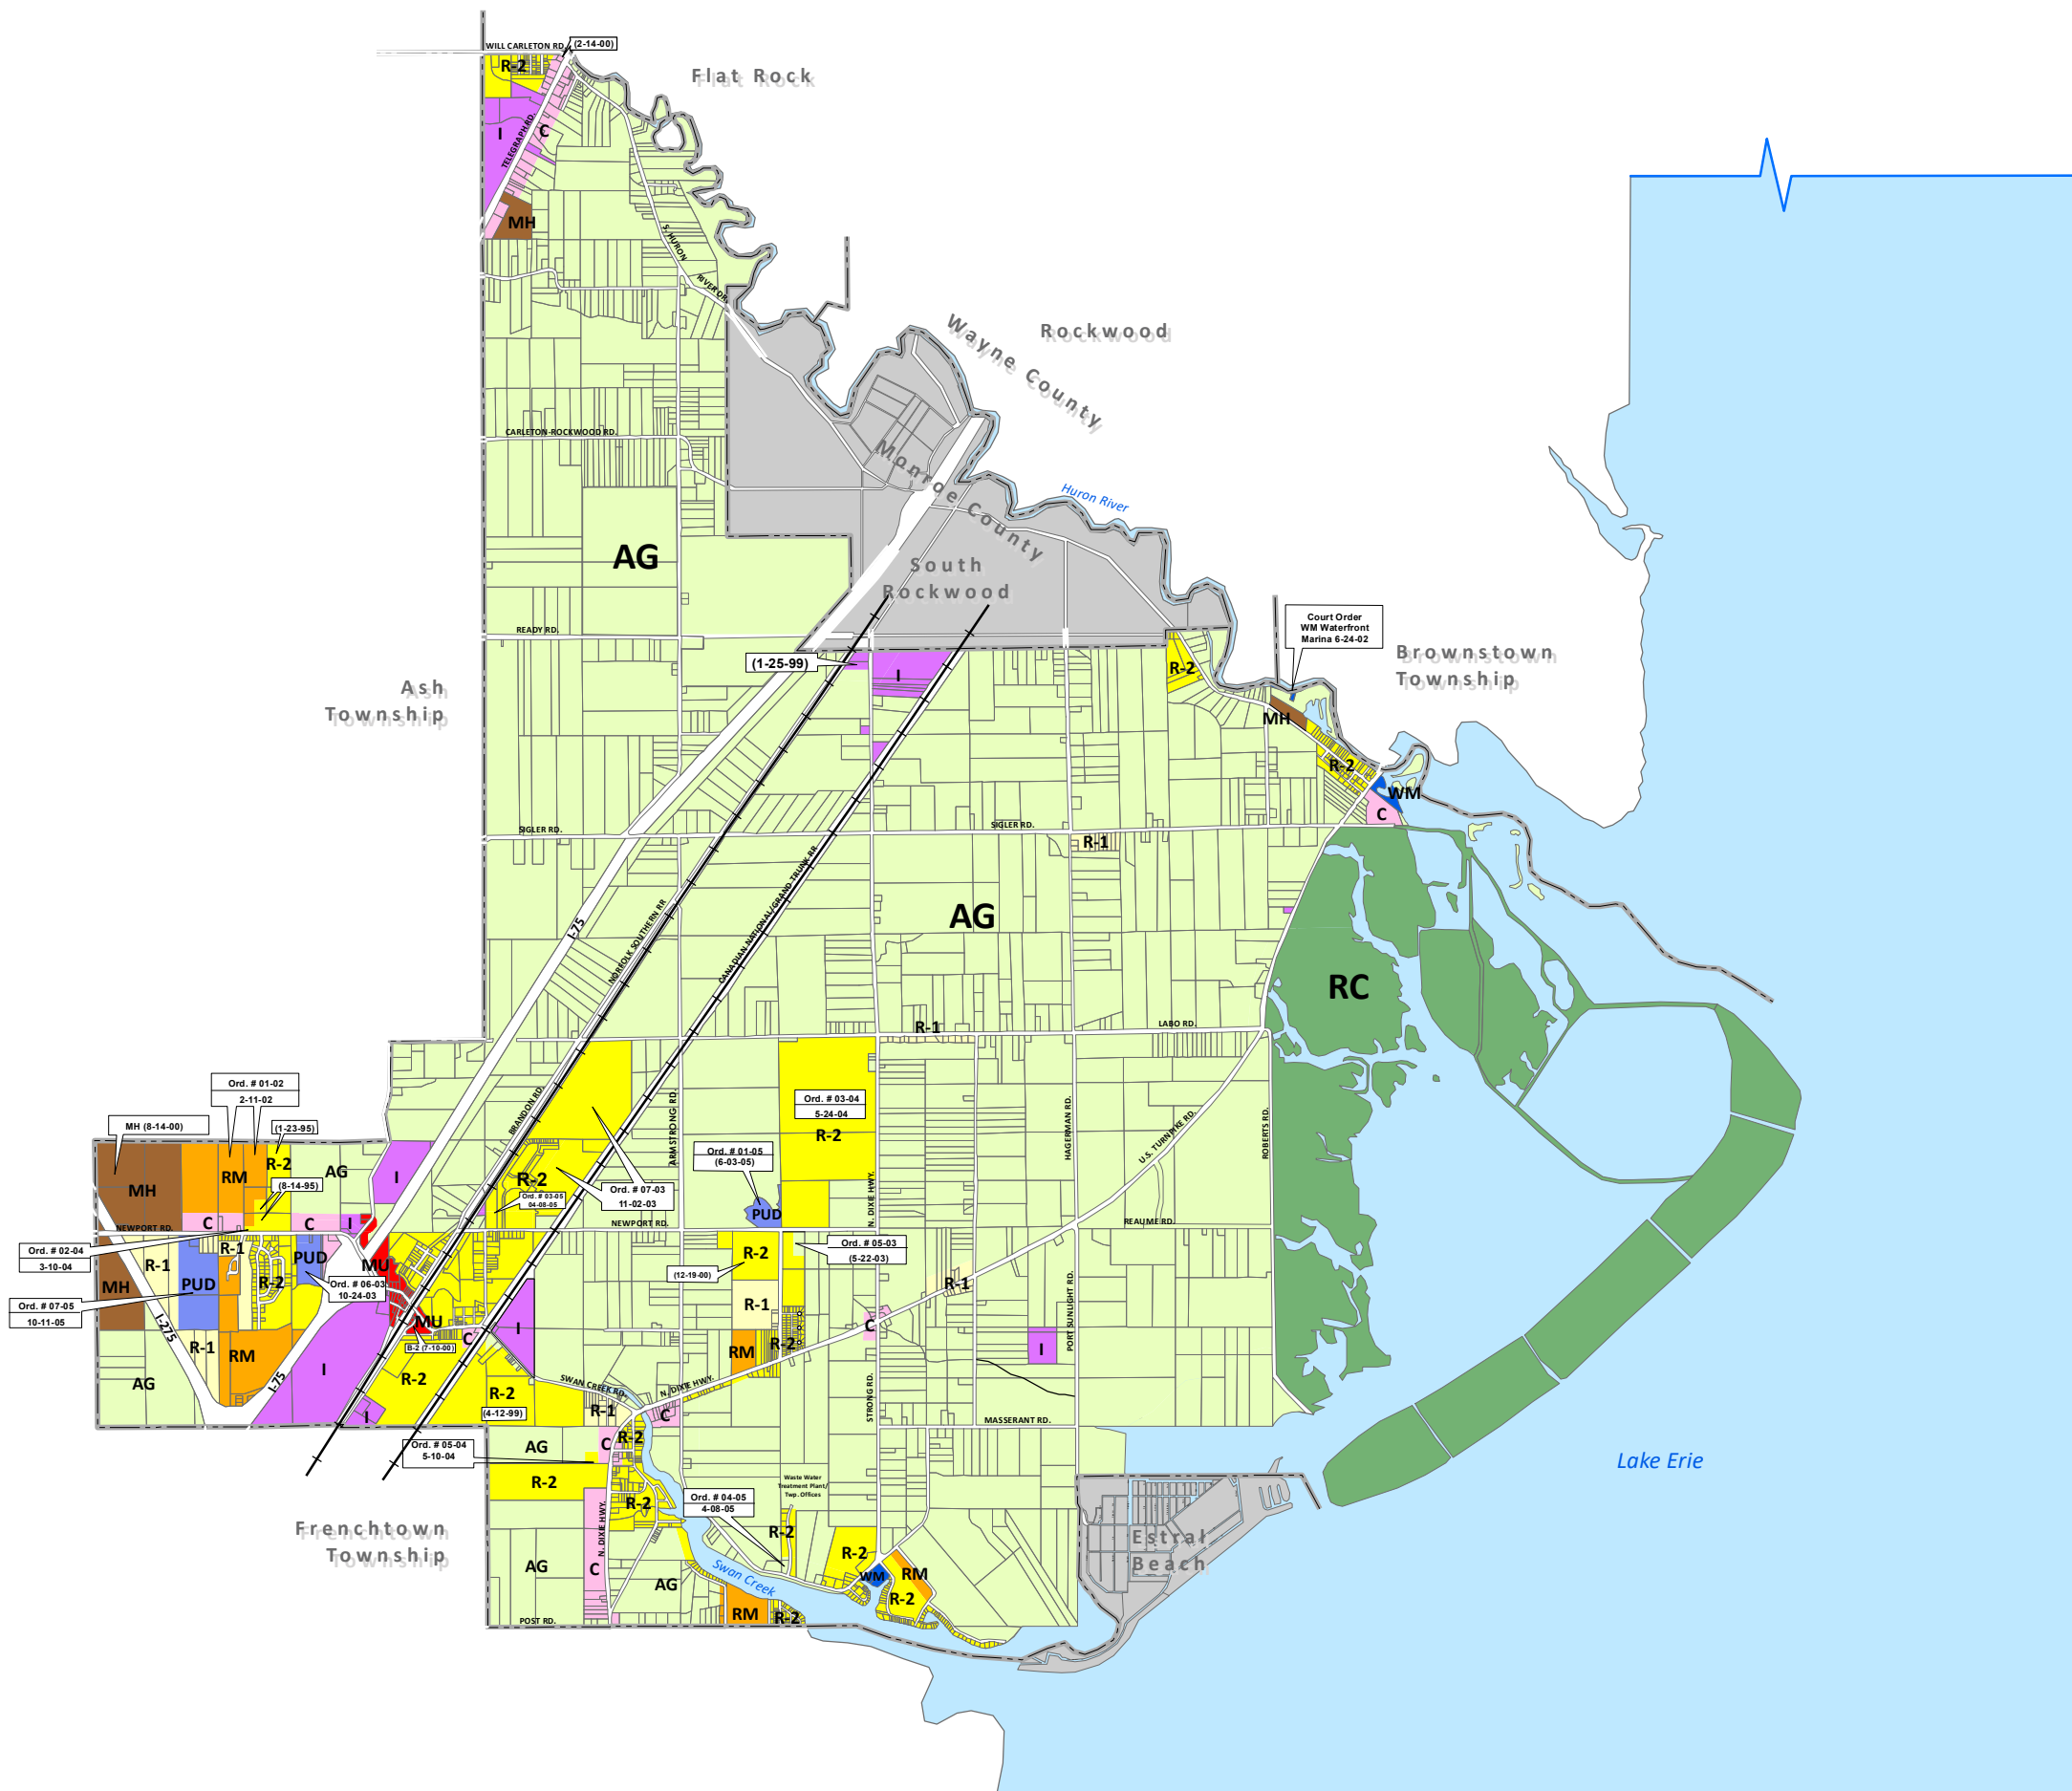 WILL CARLETON RD.
(2-14-00)
R-2
Flat Rock
I
C
TELEGRAPH RD.
MH
S. HURON
RIVER DR.
Wayne County
Rockwood
CARLETON-ROCKWOOD RD.
Monroe County
Huron River
AG
South
Rockwood
READY RD.
(1-25-99)
I
R-2
Court Order
WM Waterfront
Marina 6-24-02
Brownstown
Township
Ash
Township
MH
R-2
WM
C
SIGLER RD.
SIGLER RD.
R-1
I-75
NORFOLK SOUTHERN RR
CANADIAN NATIONAL/GRAND TRUNK RR
AG
RC
R-1
LABO RD.
Ord. # 01-02
2-11-02
MH (8-14-00)
(1-23-95)
BRANDON RD.
ARMSTRONG RD.
Ord. # 03-04
5-24-04
R-2
HAGERMAN RD.
U.S. TURNPIKE RD.
ROBERTS RD.
Ord. # 01-05
(6-03-05)
MH
RM
R-2
AG
I
(8-14-95)
R-2
Ord. # 03-05
04-08-05
Ord. # 07-03
11-02-03
PUD
N. DIXIE HWY.
NEWPORT RD.
C
C
I
NEWPORT RD.
REAUME RD.
Ord. # 02-04
3-10-04
R-1
R-1
PUD
MU
R-2
Ord. # 05-03
(5-22-03)
(12-19-00)
MH
PUD
R-2
Ord. # 06-03
10-24-03
R-1
R-1
PORT SUNLIGHT RD.
Ord. # 07-05
10-11-05
I-275
MU
C
I
C
B-2 (7-10-00)
R-1
RM
I
R-2
RM
R-2
I
AG
I-75
R-2
(4-12-99)
SWAN CREEK RD.
N. DIXIE HWY.
STRONG RD.
I
R-1
C
MASSERANT RD.
Ord. # 05-04
5-10-04
AG
C
R-2
R-2
Lake Erie
Waste Water
Treatment Plant/
Twp. Offices
R-2
Ord. # 04-05
4-08-05
Frenchtown
Township
N. DIXIE HWY.
R-2
R-2
Estral
Beach
AG
C
AG
Swan Creek
WM
RM
R-2
POST RD.
RM
R-2